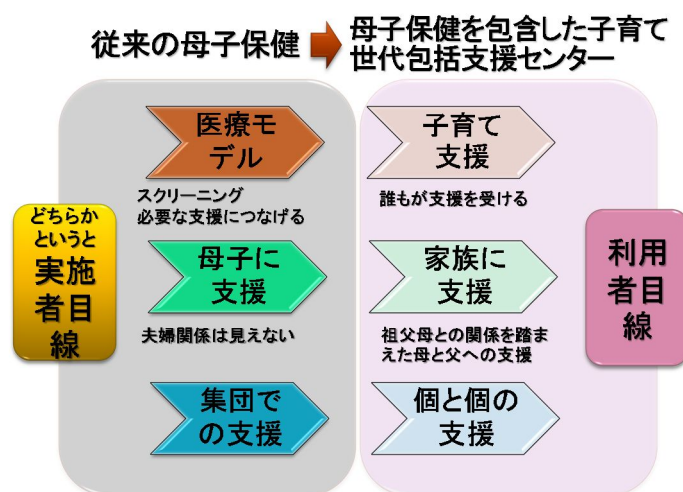 従来の母子保健
母子保健を包含した子育て
世代包括支援センター
医療モ
デル
子育て
支援
スクリーニング
必要な支援につなげる
誰もが支援を受ける
どちらか
というと
実施
者目
線
母子に
支援
家族に
支援
利用
者目
線
夫婦関係は見えない
祖父母との関係を踏ま
えた母と父への支援
集団で
の支援
個と個の
支援